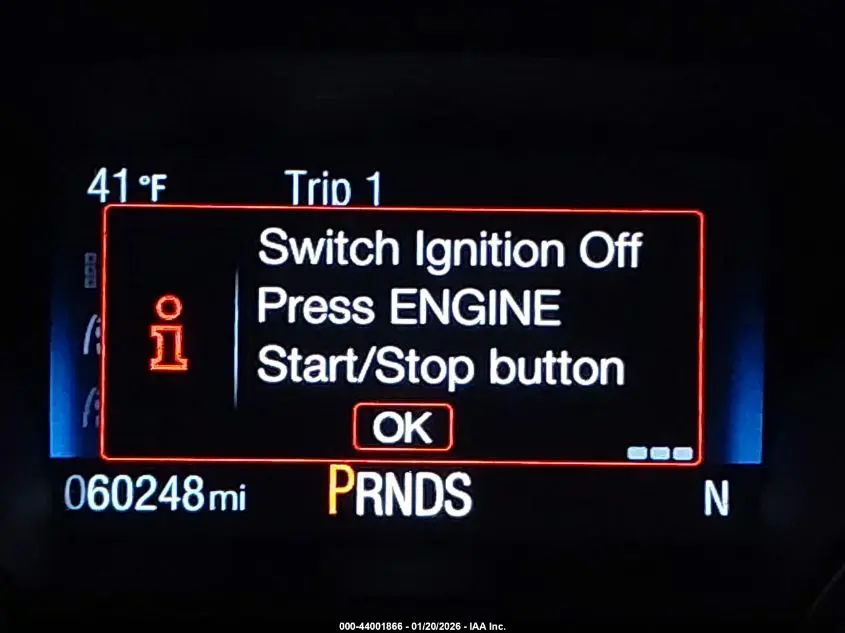 41°F Trip 1
Switch Ignition Off
Press ENGINE
Start/Stop button
OK
060248mi PRNDS N
000-44001866 - 01/20/2026 - IAA Inc.